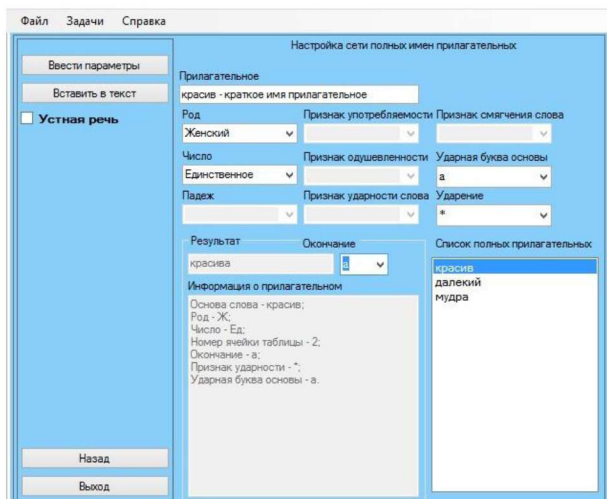 Файл Задачи Справка
Настройка сети полных имен прилагательных
Ввести параметры
Вставить в текст
Устная речь
Прилагательное
красив - краткое имя прилагательное
Род Признак употребляемости Признак смягчения слова
Женский
Число Признак одушевленности Ударная буква основы
Единственное а
Падеж Признак ударности слова Ударение
*
Результат Окончание
красива а
Информация о прилагательном
Основа слова - красив;
Род - Ж;
Число - Ед;
Номер ячейки таблицы - 2;
Окончание - а;
Признак ударности - *;
Ударная буква основы - а.
Список полных прилагательных
красив
далекий
мудра
Назад
Выход